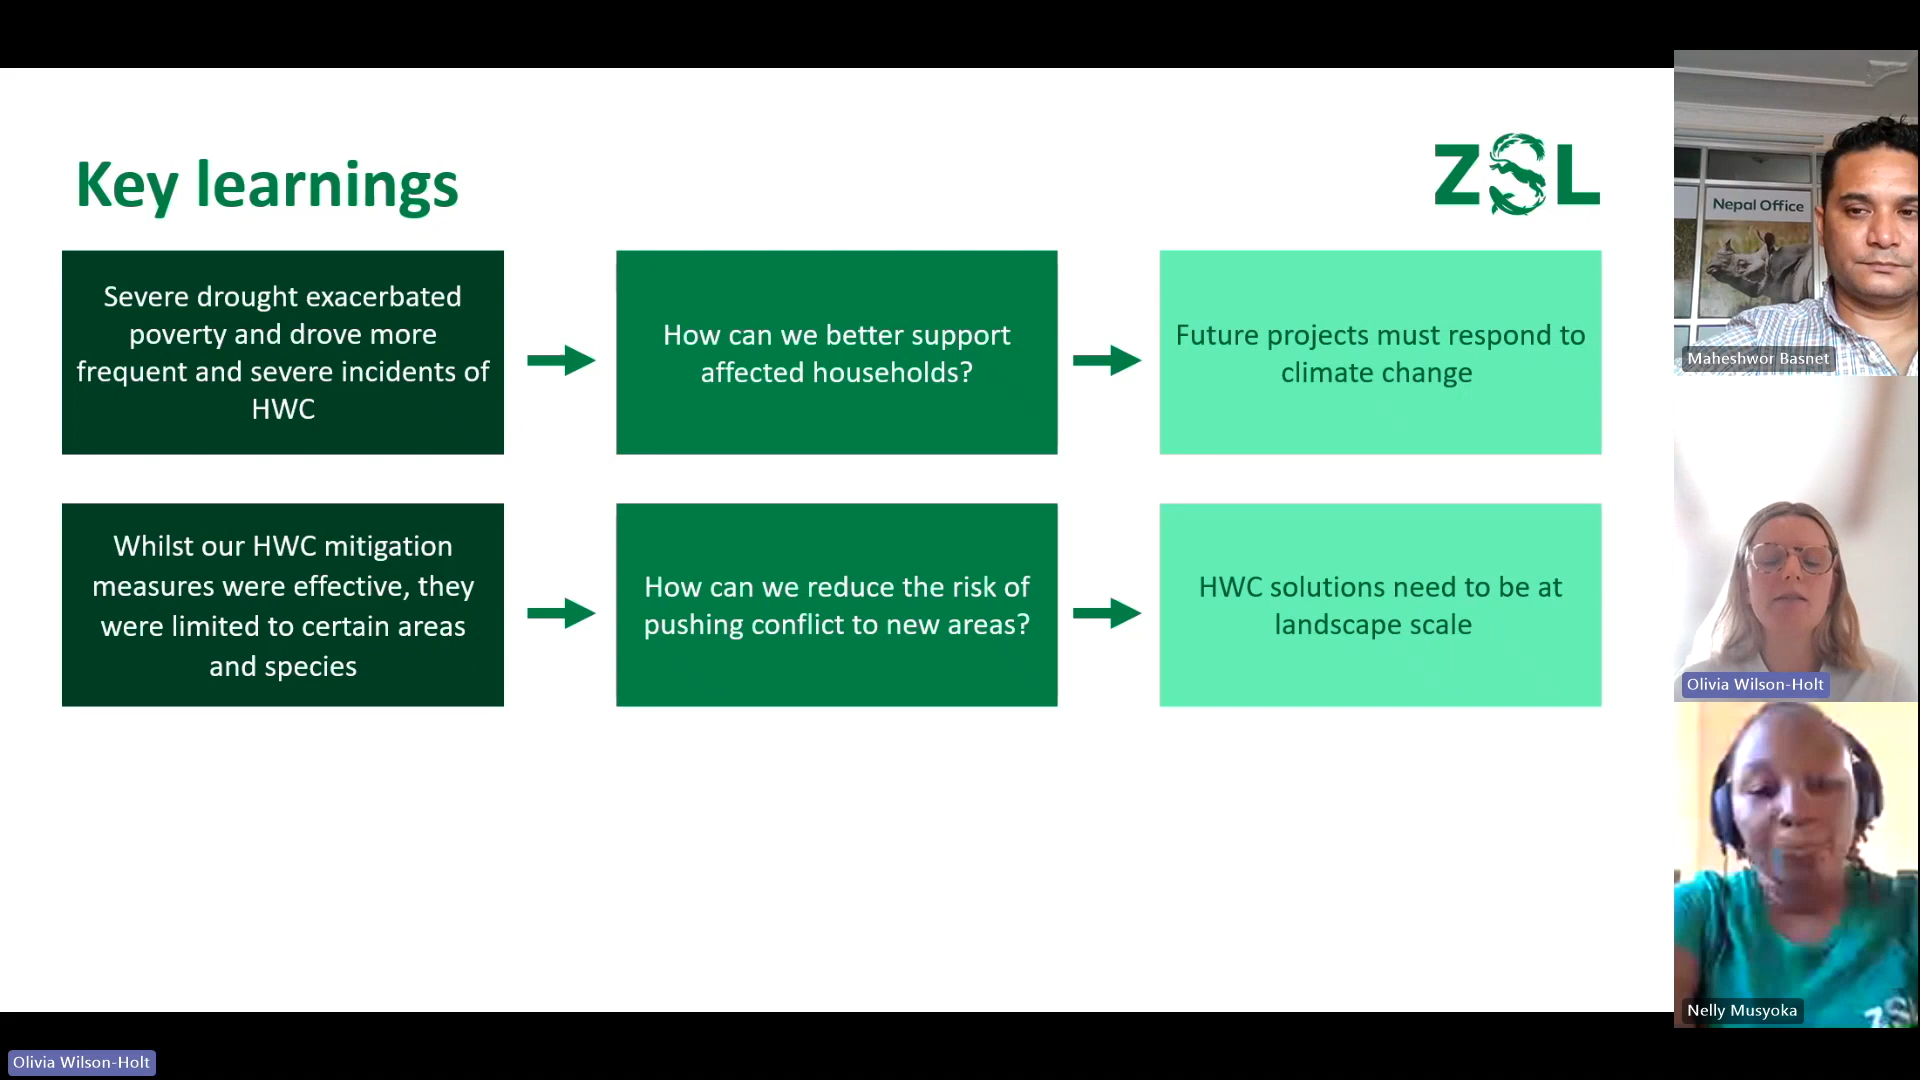 Key learnings
ZSL
Severe drought exacerbated
poverty and drove more
frequent and severe incidents of
HWC
How can we better support
affected households?
Future projects must respond to
climate change
Whilst our HWC mitigation
measures were effective, they
were limited to certain areas
and species
How can we reduce the risk of
pushing conflict to new areas?
HWC solutions need to be at
landscape scale
Nepal Office
Maheshwor Basnet
Olivia Wilson-Holt
ZS
Nelly Musyoka
Olivia Wilson-Holt